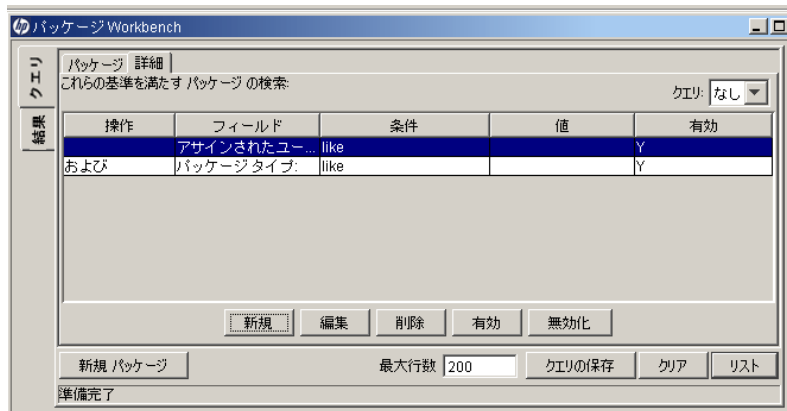 hp パッケージ Workbench
クエリ
結果
パッケージ 詳細
これらの基準を満たす パッケージ の検索:
クエリ: なし
操作 フィールド 条件 値 有効
アサインされたユー... like Y
および パッケージ タイプ: like Y
新規 編集 削除 有効 無効化
新規 パッケージ 最大行数 200 クエリの保存 クリア リスト
準備完了